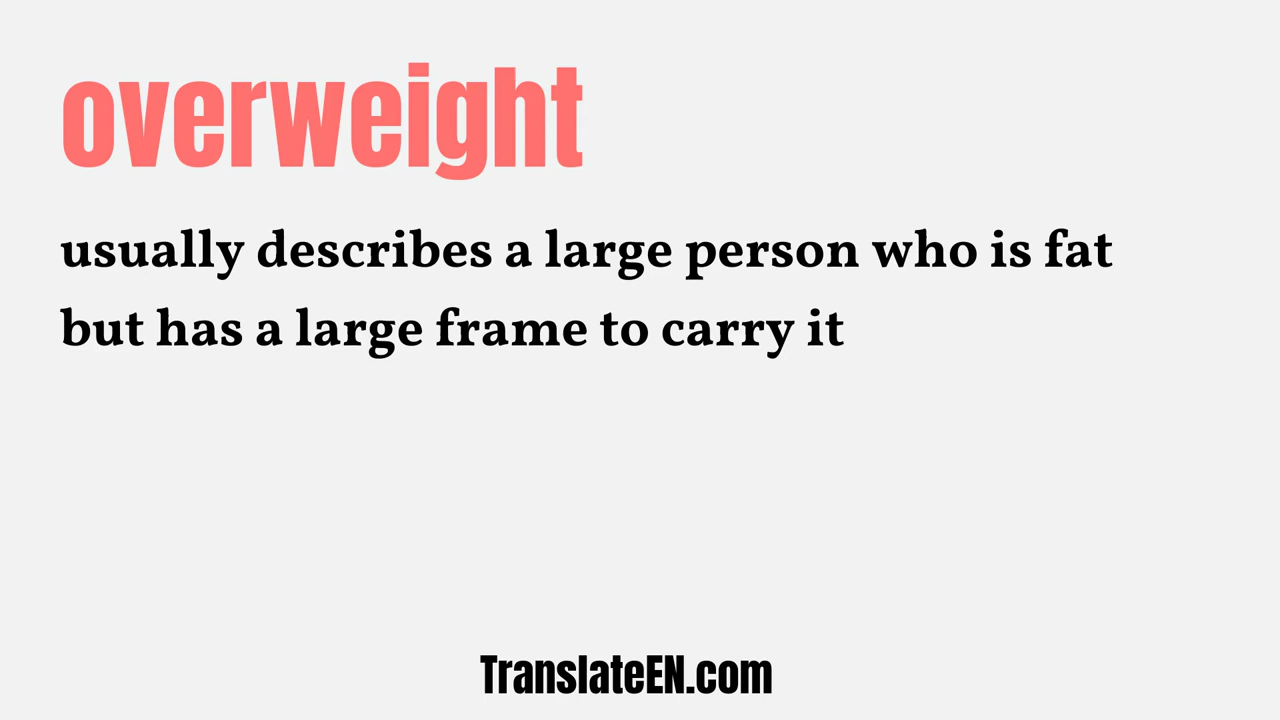 overweight
usually describes a large person who is fat
but has a large frame to carry it
TranslateEN.com